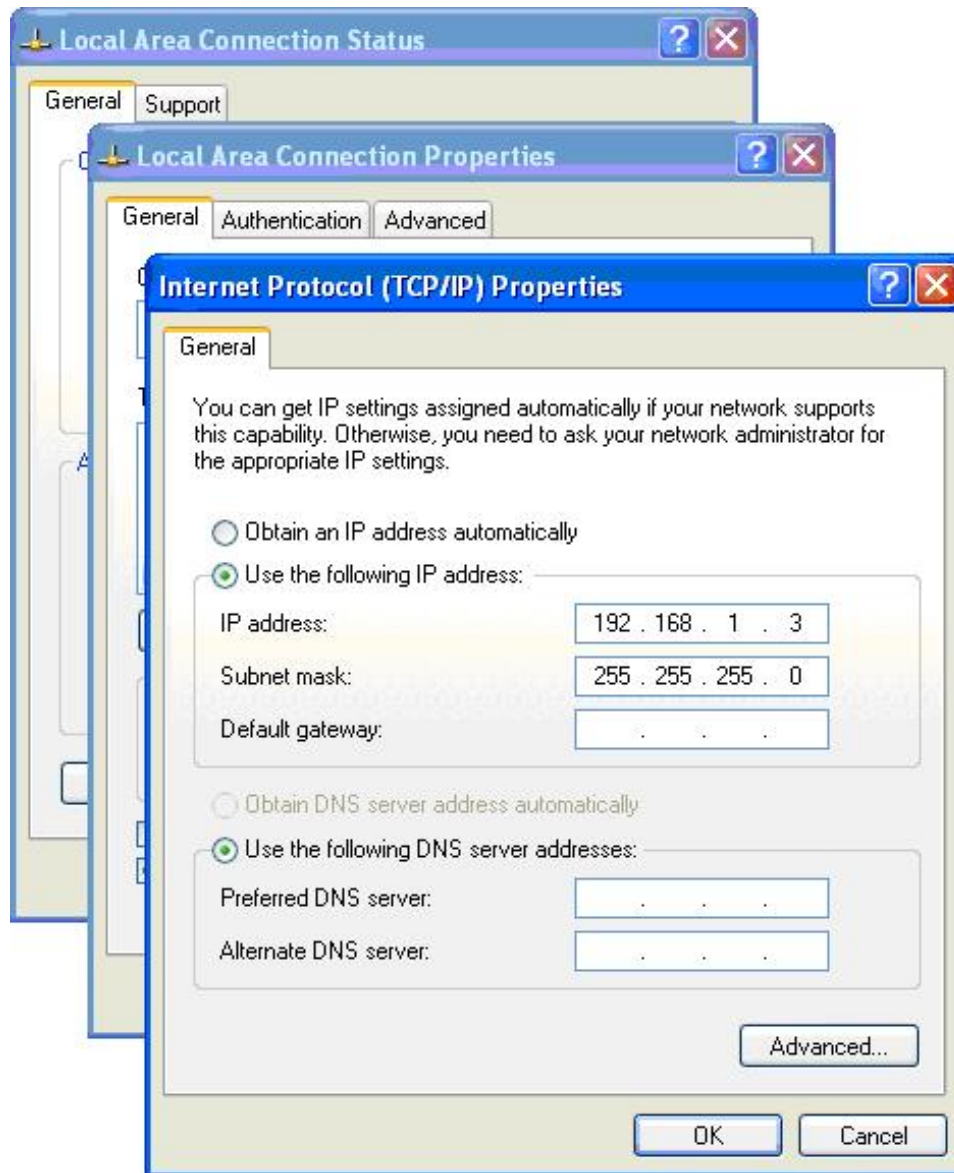 Local Area Connection Status
General Support
Local Area Connection Properties
General Authentication Advanced
Internet Protocol (TCP/IP) Properties
General
You can get IP settings assigned automatically if your network supports
this capability. Otherwise, you need to ask your network administrator for
the appropriate IP settings.
Obtain an IP address automatically
Use the following IP address:
IP address: 192 . 168 . 1 . 3
Subnet mask: 255 . 255 . 255 . 0
Default gateway: . . .
Obtain DNS server address automatically
Use the following DNS server addresses:
Preferred DNS server: . . .
Alternate DNS server: . . .
Advanced...
OK Cancel